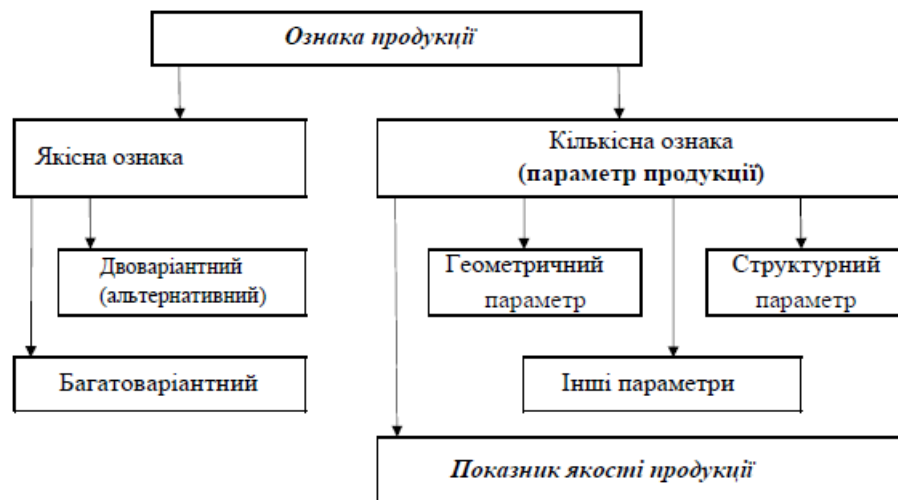 Ознака продукції
Якісна ознака
Кількісна ознака
(параметр продукції)
Двоваріантний
(альтернативний)
Геометричний
параметр
Структурний
параметр
Багатоваріантний
Інші параметри
Показник якості продукції